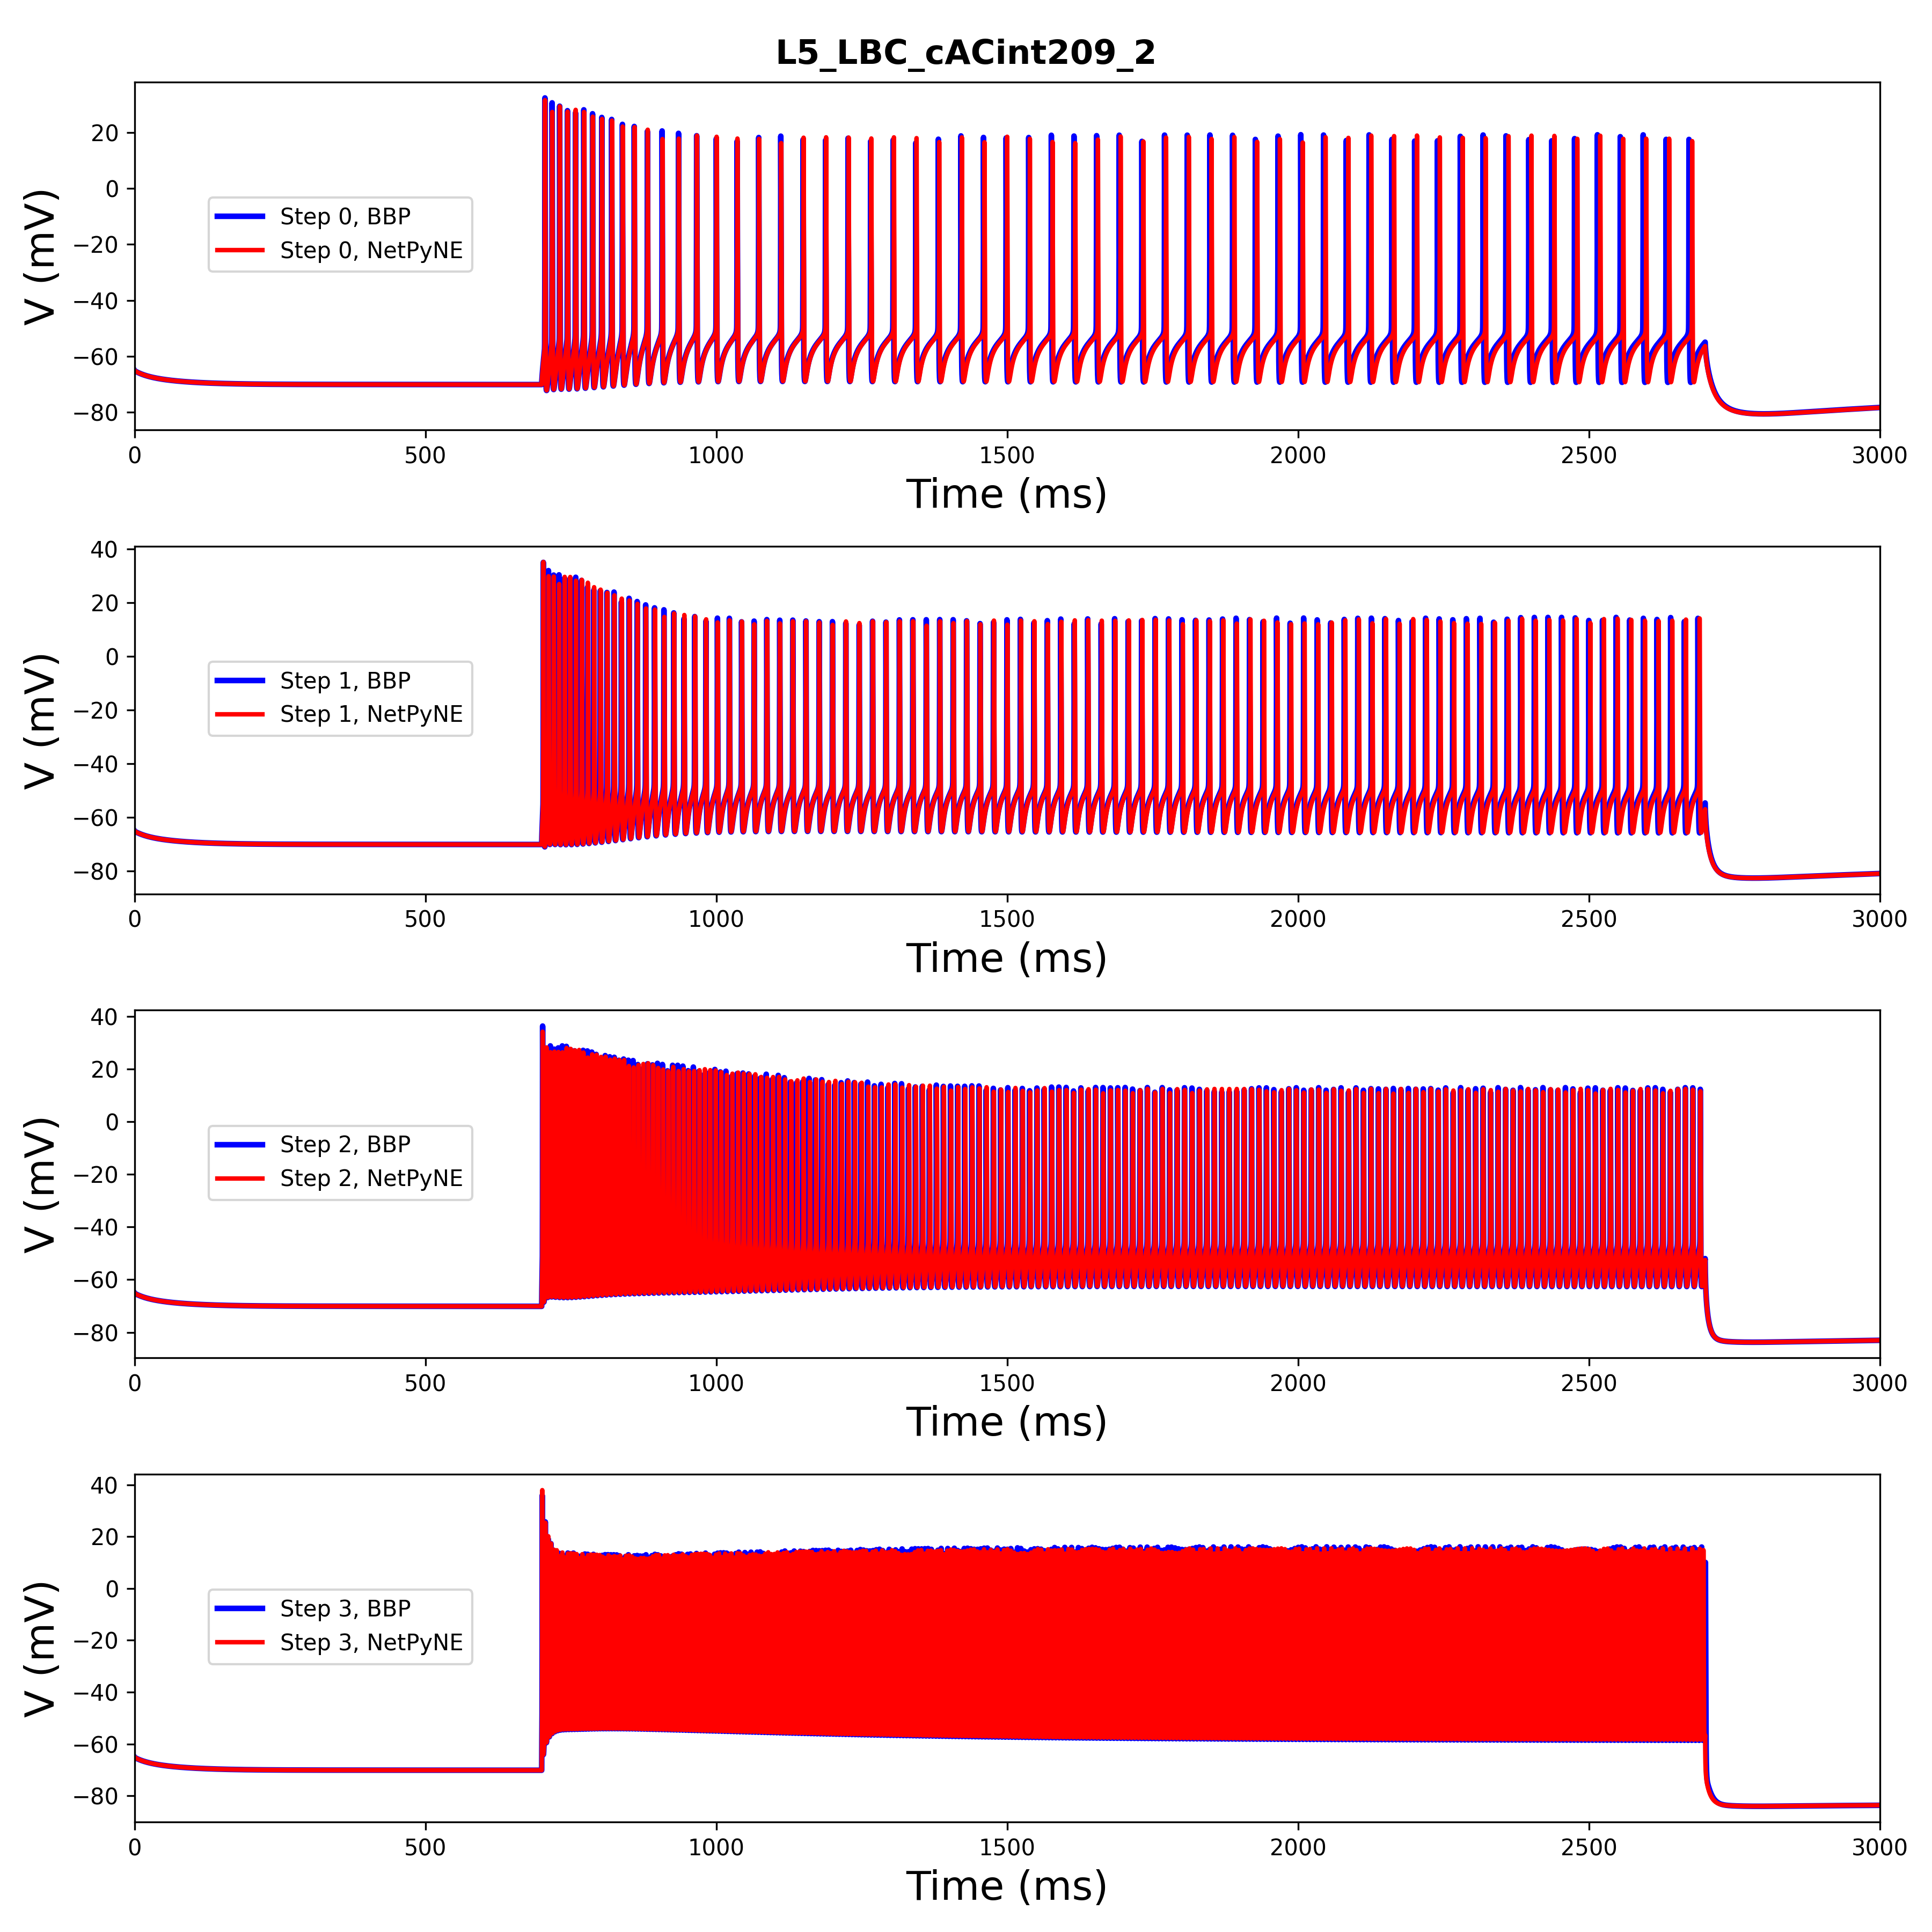 L5_LBC_cACint209_2
V (mV)
20
0
−20
−40
−60
−80
Step 0, BBP
Step 0, NetPyNE
0 500 1000 1500 2000 2500 3000
Time (ms)
V (mV)
40
20
0
−20
−40
−60
−80
Step 1, BBP
Step 1, NetPyNE
0 500 1000 1500 2000 2500 3000
Time (ms)
V (mV)
40
20
0
−20
−40
−60
−80
Step 2, BBP
Step 2, NetPyNE
0 500 1000 1500 2000 2500 3000
Time (ms)
V (mV)
40
20
0
−20
−40
−60
−80
Step 3, BBP
Step 3, NetPyNE
0 500 1000 1500 2000 2500 3000
Time (ms)